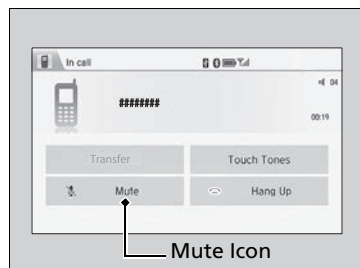 In call
04
########
00:19
Transfer
Touch Tones
Mute
Hang Up
Mute Icon